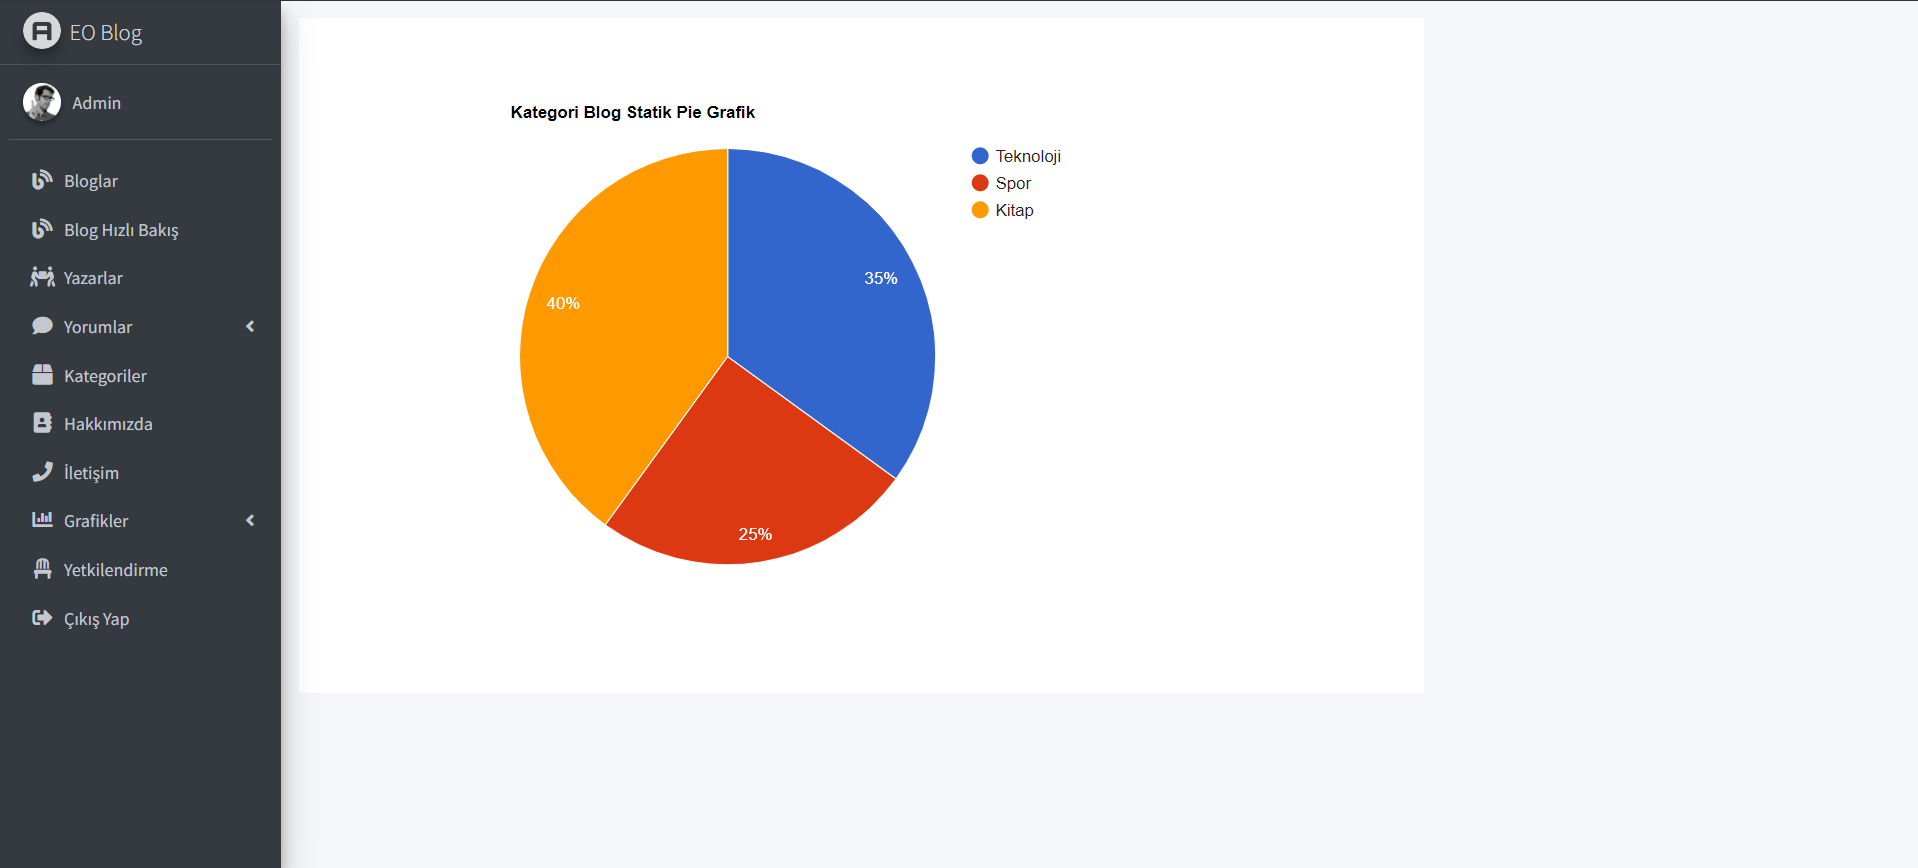 EO Blog
Admin
Bloglar
Blog Hızlı Bakış
Yazarlar
Yorumlar
Kategoriler
Hakkımızda
İletişim
Grafikler
Yetkilendirme
Çıkış Yap
Kategori Blog Statik Pie Grafik
Teknoloji
Spor
Kitap
35%
40%
25%